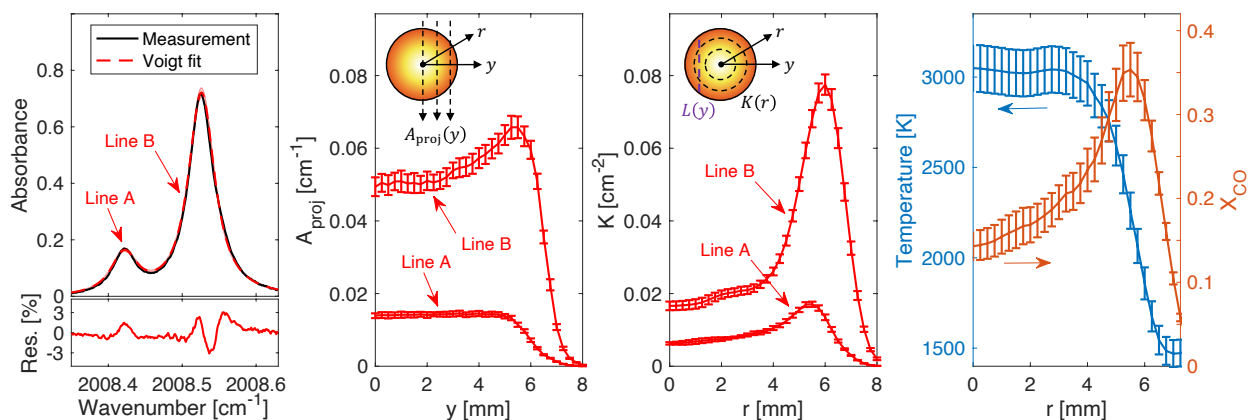 Measurement
Voigt fit
Line B
Line A
Absorbance
0.8
0.6
0.4
0.2
0
Res. [%]
3
0
-3
2008.4
2008.5
2008.6
Wavenumber [cm⁻¹]
r
y
A_proj(y)
Line B
Line A
A_proj [cm⁻¹]
0.08
0.06
0.04
0.02
0
0
2
4
6
8
y [mm]
r
y
L(y)
K(r)
Line B
Line A
K [cm⁻²]
0.08
0.06
0.04
0.02
0
0
2
4
6
8
r [mm]
Temperature [K]
3000
2500
2000
1500
0
2
4
6
r [mm]
0.4
0.3
0.2
0.1
0
X_CO